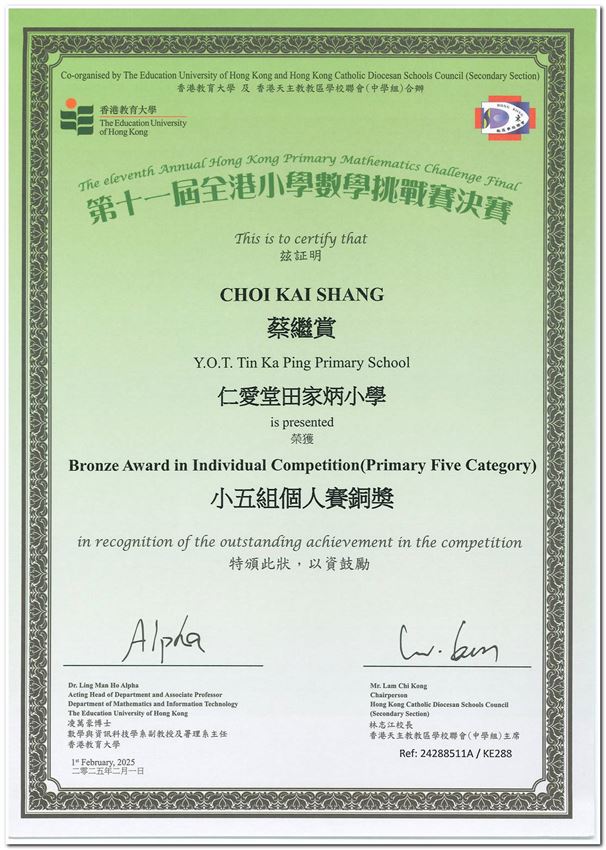 Co-organised by The Education University of Hong Kong and Hong Kong Catholic Diocesan Schools Council (Secondary Section)
香港教育大學 及 香港天主教教區學校聯會(中學組)合辦
香港教育大學
The Education University
of Hong Kong
The eleventh Annual Hong Kong Primary Mathematics Challenge Final
第十一屆全港小學數學挑戰賽決賽
This is to certify that
茲証明
CHOI KAI SHANG
蔡繼賞
Y.O.T. Tin Ka Ping Primary School
仁愛堂田家炳小學
is presented
榮獲
Bronze Award in Individual Competition(Primary Five Category)
小五組個人賽銅獎
in recognition of the outstanding achievement in the competition
特頒此狀，以資鼓勵
Alpha
Dr. Ling Man Ho Alpha
Acting Head of Department and Associate Professor
Department of Mathematics and Information Technology
The Education University of Hong Kong
凌萬豪博士
數學與資訊科技學系副教授及署理系主任
香港教育大學
1st February, 2025
二零二五年二月一日
Mr. Lam Chi Kong
Chairperson
Hong Kong Catholic Diocesan Schools Council
(Secondary Section)
林志江校長
香港天主教教區學校聯會(中學組)主席
Ref: 24288511A / KE288